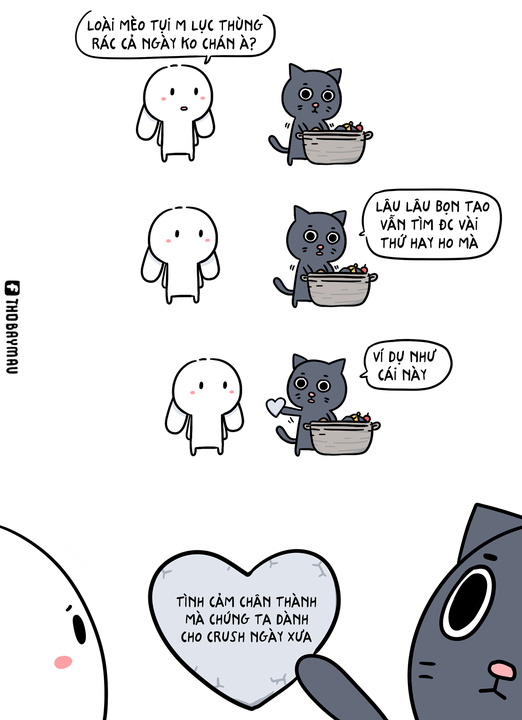 LOÀI MÈO TỤI M LỤC THÙNG
RÁC CẢ NGÀY KO CHÁN À?
LÂU LÂU BỌN TAO
VẪN TÌM ĐC VÀI
THỨ HAY HO MÀ
THỎBẢYMÀU
VÍ DỤ NHƯ
CÁI NÀY
TÌNH CẢM CHÂN THÀNH
MÀ CHÚNG TA DÀNH
CHO CRUSH NGÀY XƯA